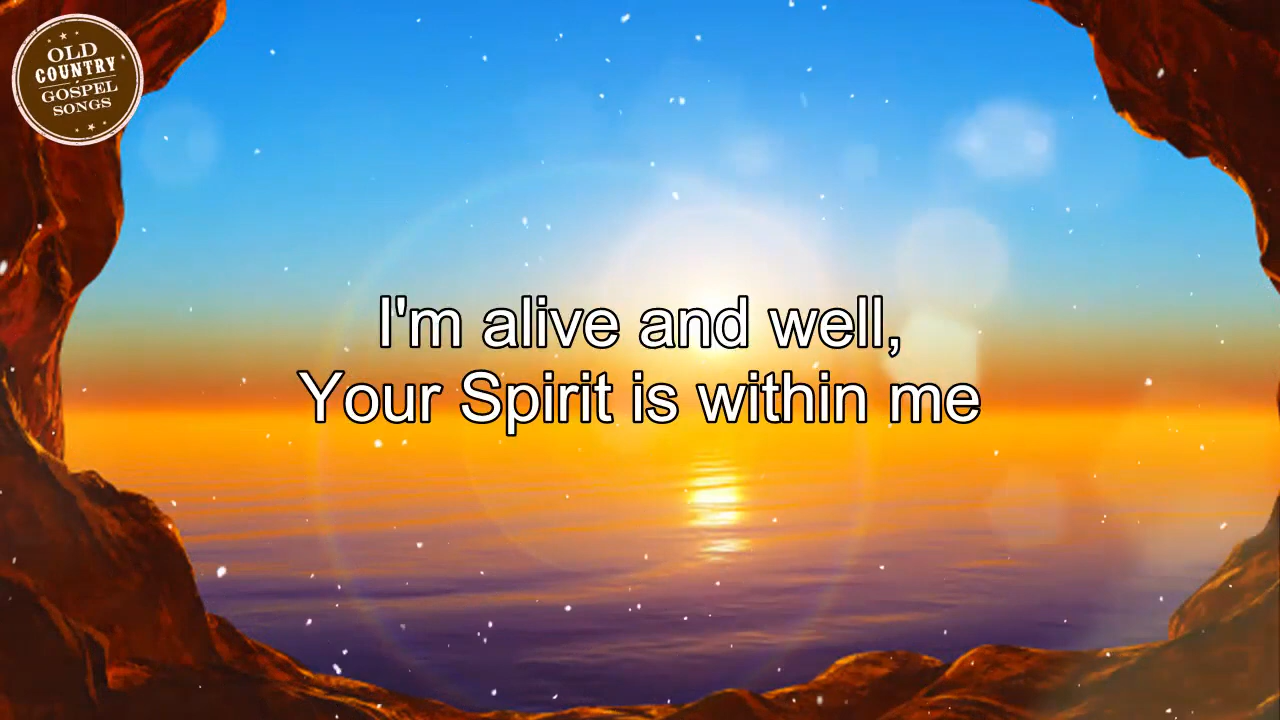 OLD
COUNTRY
GOSPEL
SONGS
I'm alive and well,
Your Spirit is within me